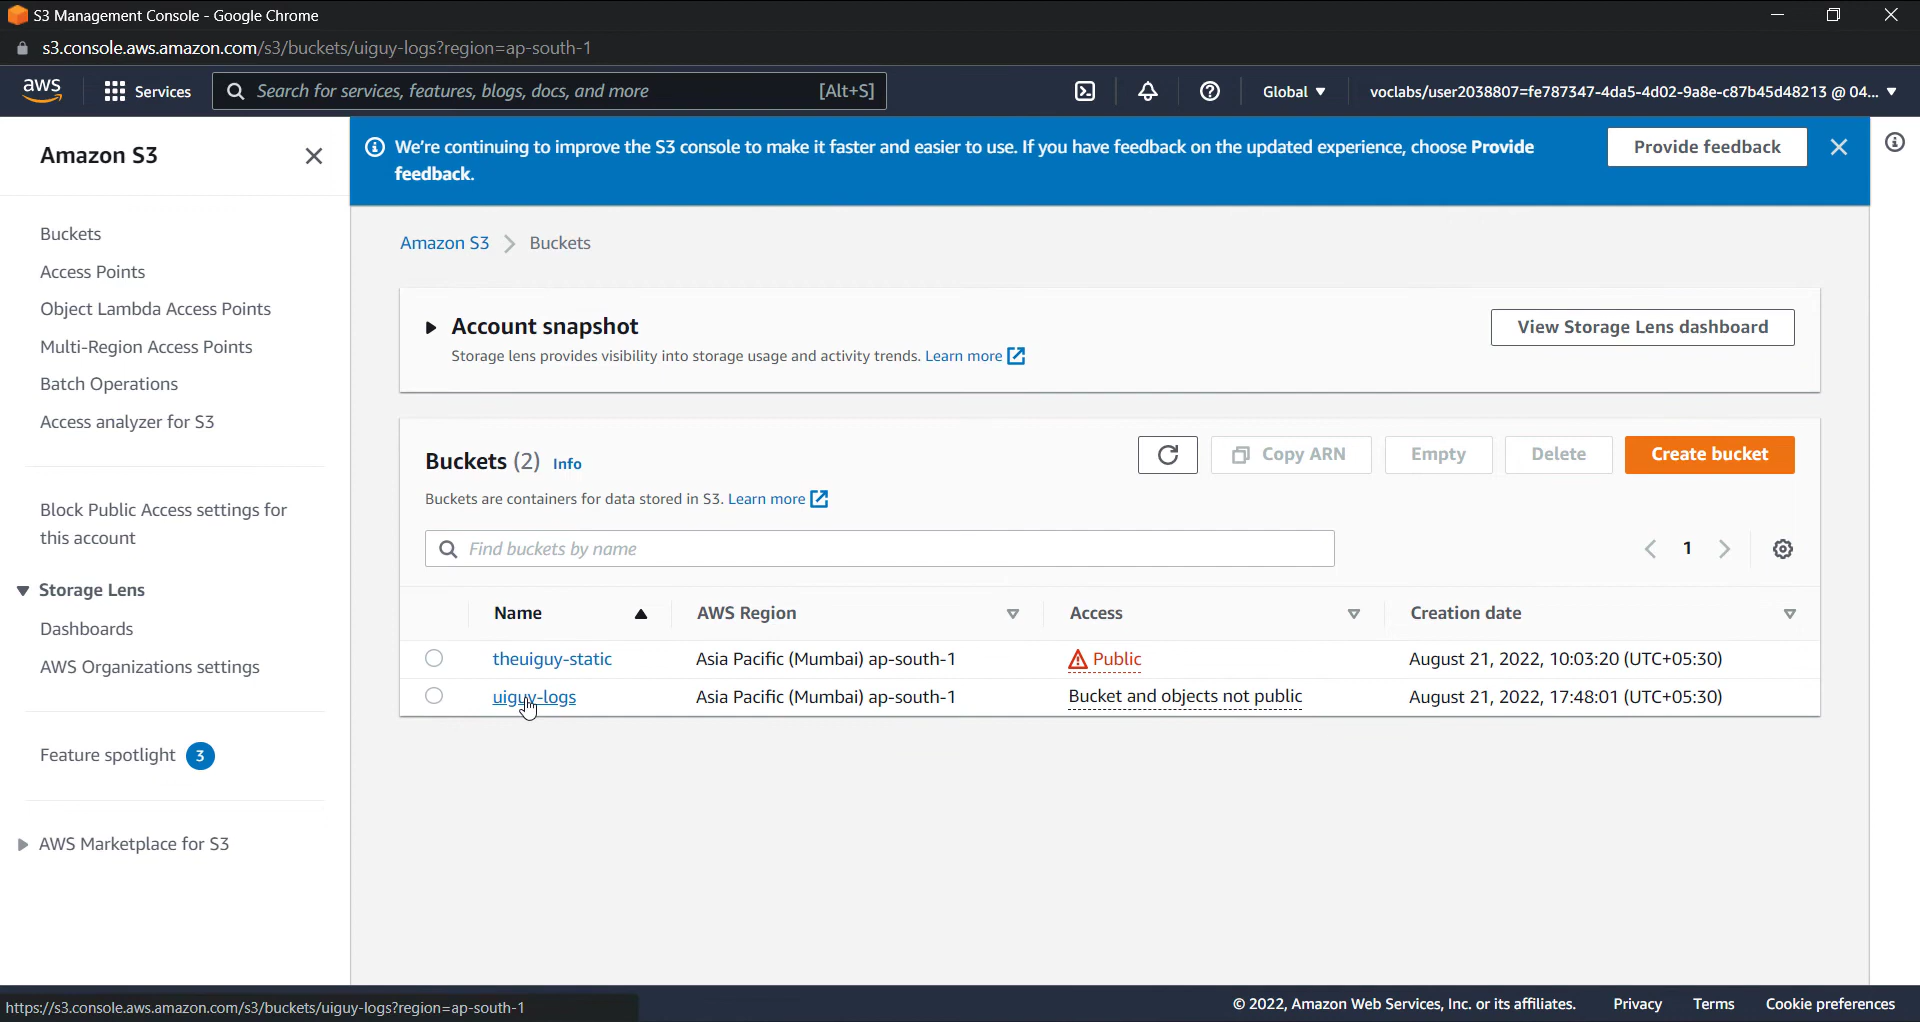 S3 Management Console - Google Chrome
s3.console.aws.amazon.com/s3/buckets/uiguy-logs?region=ap-south-1
aws
Services
Search for services, features, blogs, docs, and more
[Alt+S]
Global
voclabs/user2038807=fe787347-4da5-4d02-9a8e-c87b45d48213 @ 04...
Amazon S3
We're continuing to improve the S3 console to make it faster and easier to use. If you have feedback on the updated experience, choose Provide
feedback.
Provide feedback
Buckets
Access Points
Object Lambda Access Points
Multi-Region Access Points
Batch Operations
Access analyzer for S3
Block Public Access settings for
this account
Storage Lens
Dashboards
AWS Organizations settings
Feature spotlight 3
AWS Marketplace for S3
Amazon S3 > Buckets
Account snapshot
Storage lens provides visibility into storage usage and activity trends. Learn more
View Storage Lens dashboard
Buckets (2) Info
Buckets are containers for data stored in S3. Learn more
Copy ARN
Empty
Delete
Create bucket
Find buckets by name
1
Name AWS Region Access Creation date
theuiguy-static Asia Pacific (Mumbai) ap-south-1 Public August 21, 2022, 10:03:20 (UTC+05:30)
uiguy-logs Asia Pacific (Mumbai) ap-south-1 Bucket and objects not public August 21, 2022, 17:48:01 (UTC+05:30)
https://s3.console.aws.amazon.com/s3/buckets/uiguy-logs?region=ap-south-1
© 2022, Amazon Web Services, Inc. or its affiliates. Privacy Terms Cookie preferences